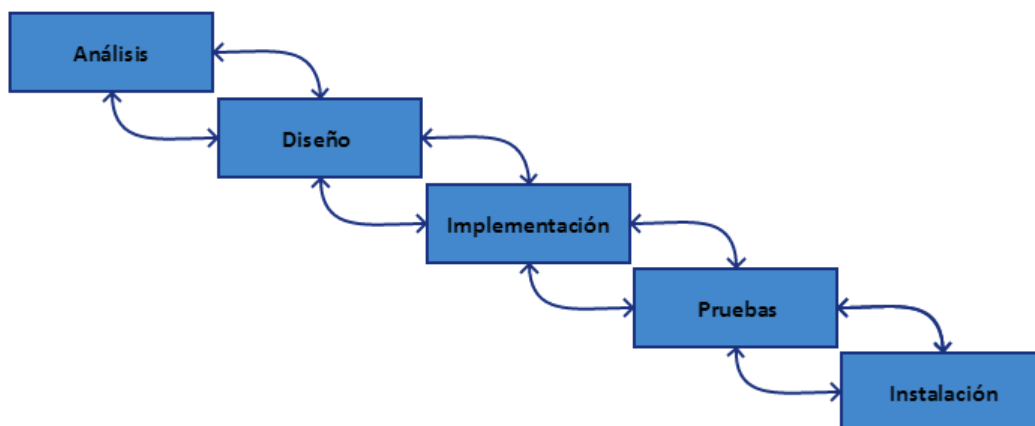 Análisis
Diseño
Implementación
Pruebas
Instalación